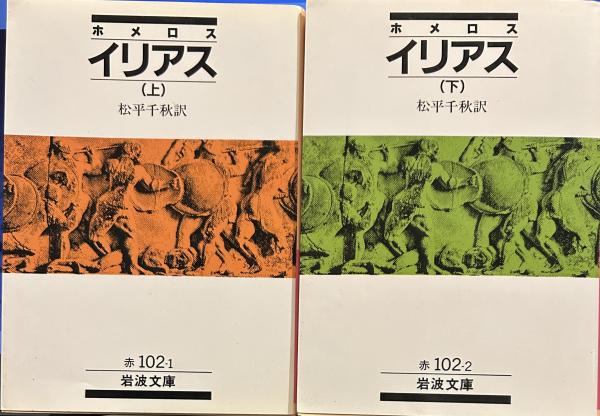 ホメロス
イリアス
(上)
松平千秋訳
赤 102-1
岩波文庫
ホメロス
イリアス
(下)
松平千秋訳
赤 102-2
岩波文庫